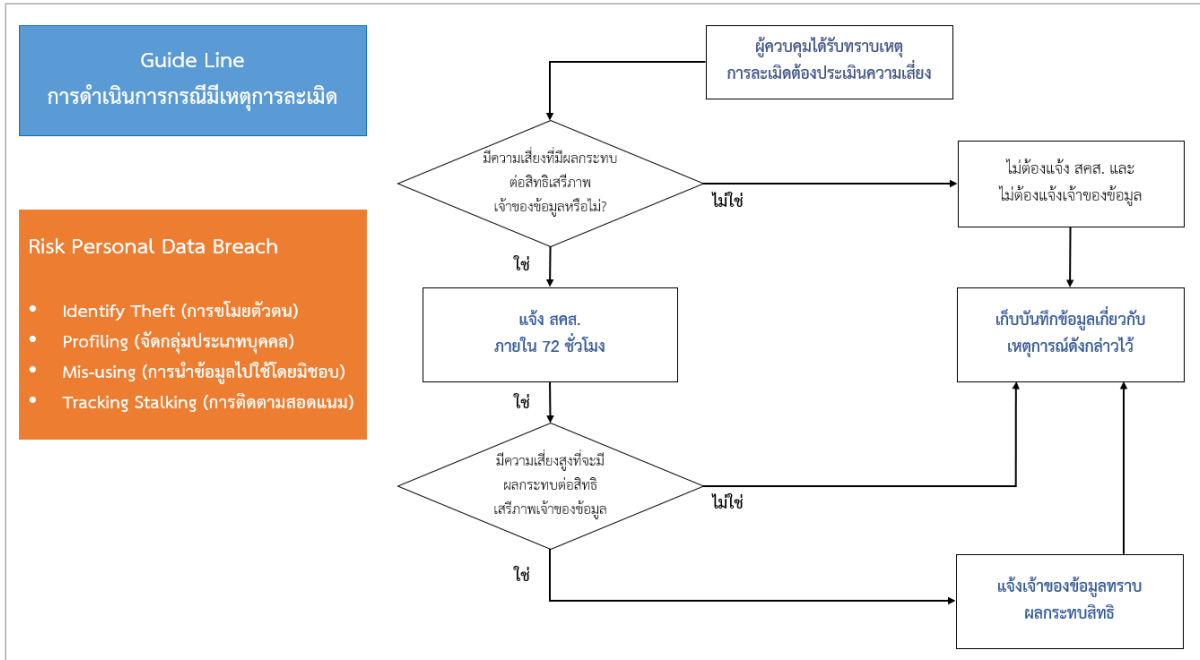 Guide Line
การดำเนินการกรณีมีเหตุการละเมิด
ผู้ควบคุมได้รับทราบเหตุ
การละเมิดต้องประเมินความเสี่ยง
มีความเสี่ยงที่มีผลกระทบ
ต่อสิทธิเสรีภาพ
เจ้าของข้อมูลหรือไม่?
ไม่ใช่
ไม่ต้องแจ้ง สคส. และ
ไม่ต้องแจ้งเจ้าของข้อมูล
ใช่
Risk Personal Data Breach
• Identify Theft (การขโมยตัวตน)
• Profiling (จัดกลุ่มประเภทบุคคล)
• Mis-using (การนำข้อมูลไปใช้โดยมิชอบ)
• Tracking Stalking (การติดตามสอดแนม)
แจ้ง สคส.
ภายใน 72 ชั่วโมง
เก็บบันทึกข้อมูลเกี่ยวกับ
เหตุการณ์ดังกล่าวไว้
ใช่
มีความเสี่ยงสูงที่จะมี
ผลกระทบต่อสิทธิ
เสรีภาพเจ้าของข้อมูล
ไม่ใช่
ใช่
แจ้งเจ้าของข้อมูลทราบ
ผลกระทบสิทธิ